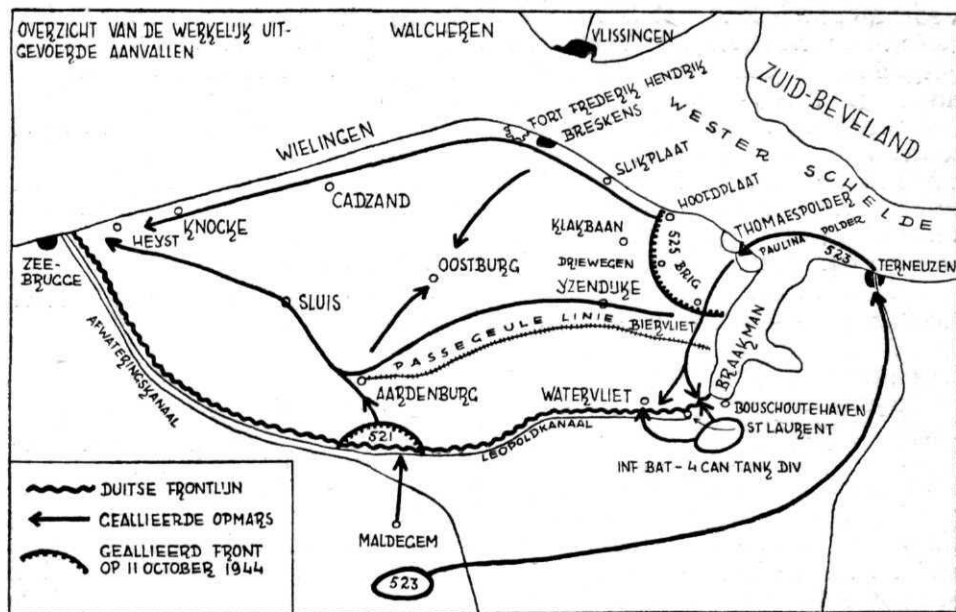 OVERZICHT VAN DE WERKELIJK UIT-
GEVOERDE AANVALLEN
WALCHEREN
VLISSINGEN
ZUID-BEVELAND
FORT FREDERIK HENDRIK
BRESKENS
WESTER SCHELDE
WIELINGEN
SLIKPLAAT
HOOFDPLAAT
CADZAND
KNOCKE
HEYST
ZEE-
BRUGGE
KLAKBAAN
DRIEWEGEN
525 BRIG
THOMAESPOLDER
PAULINA POLDER
523
TERNEUZEN
OOSTBURG
YZENDIJKE
SLUIS
BIERVLIET
PASSEGEULE LINIE
BRAAKMAN
AFWATERINGSKANAAL
AARDENBURG
WATERVLIET
BOUSCHOUTEHAVEN
ST LAURENT
521
LEOPOLDKANAAL
INF BAT - 4 CAN TANK DIV
MALDEGEM
523
DUITSE FRONTLIJN
GEALLIEERDE OPMARS
GEALLIEERD FRONT
OP 11 OCTOBER 1944